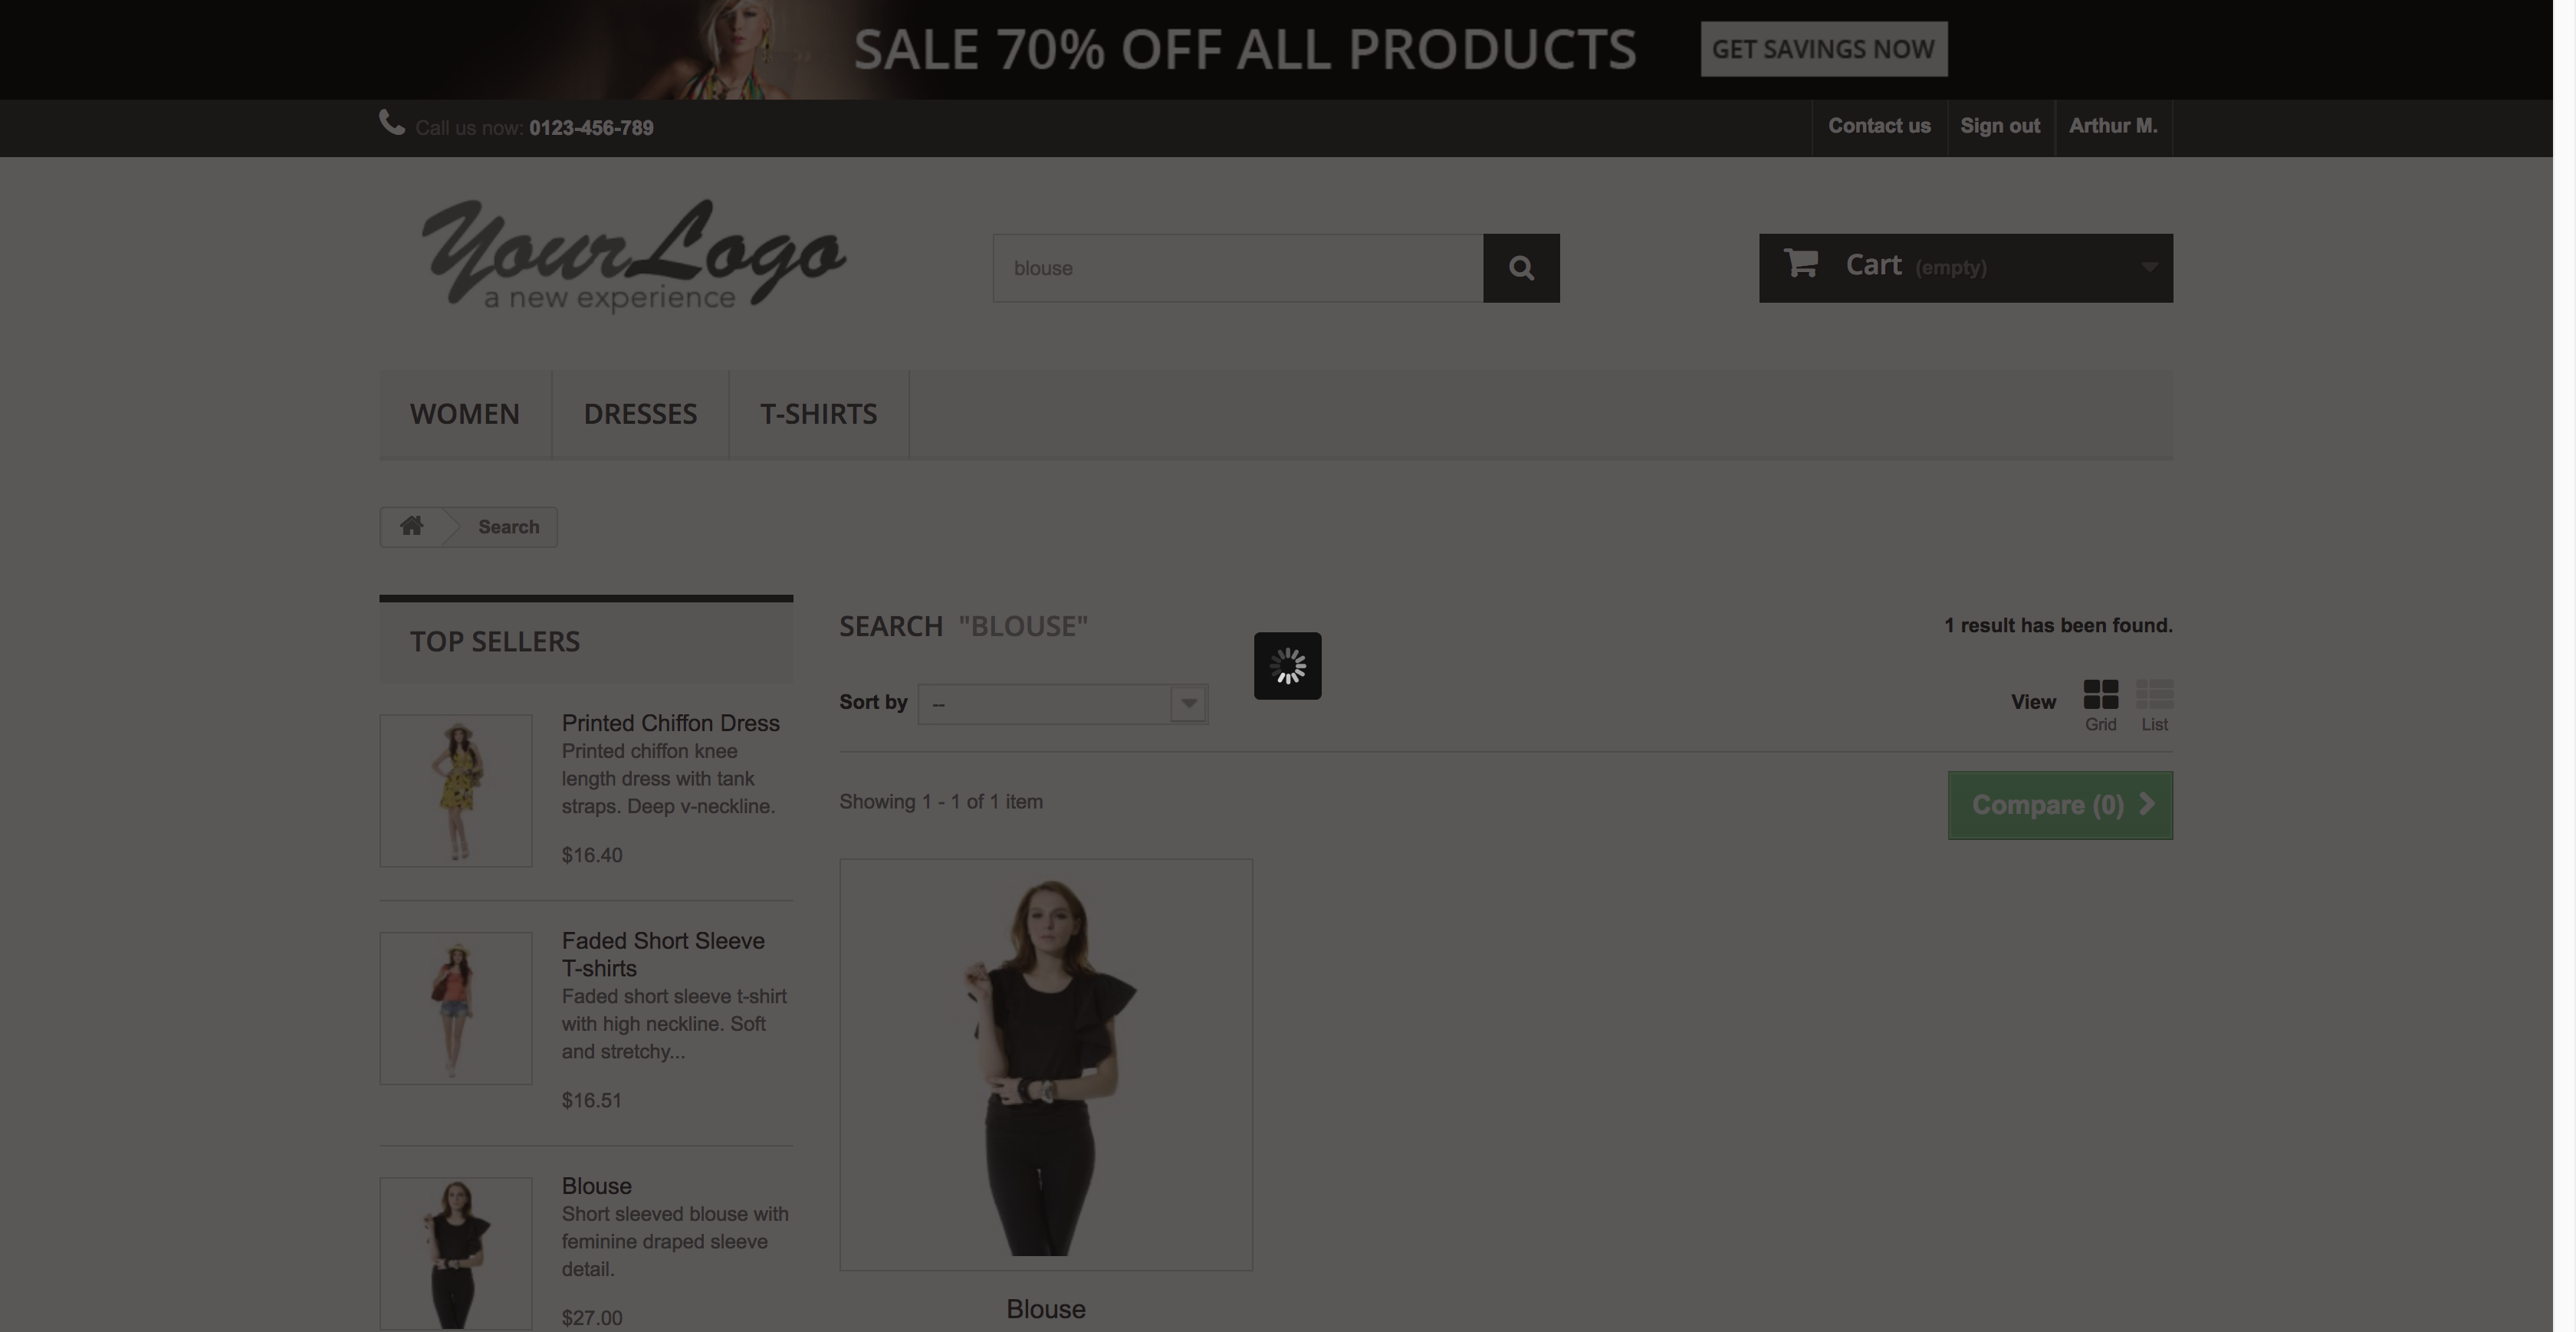 SALE 70% OFF ALL PRODUCTS
GET SAVINGS NOW
Call us now: 0123-456-789
Contact us
Sign out
Arthur M.
YourLogo
a new experience
blouse
Cart (empty)
WOMEN
DRESSES
T-SHIRTS
Search
TOP SELLERS
Printed Chiffon Dress
Printed chiffon knee
length dress with tank
straps. Deep v-neckline.
$16.40
Faded Short Sleeve
T-shirts
Faded short sleeve t-shirt
with high neckline. Soft
and stretchy...
$16.51
Blouse
Short sleeved blouse with
feminine draped sleeve
detail.
$27.00
SEARCH "BLOUSE"
1 result has been found.
Sort by --
View
Grid
List
Showing 1 - 1 of 1 item
Compare (0)
Blouse